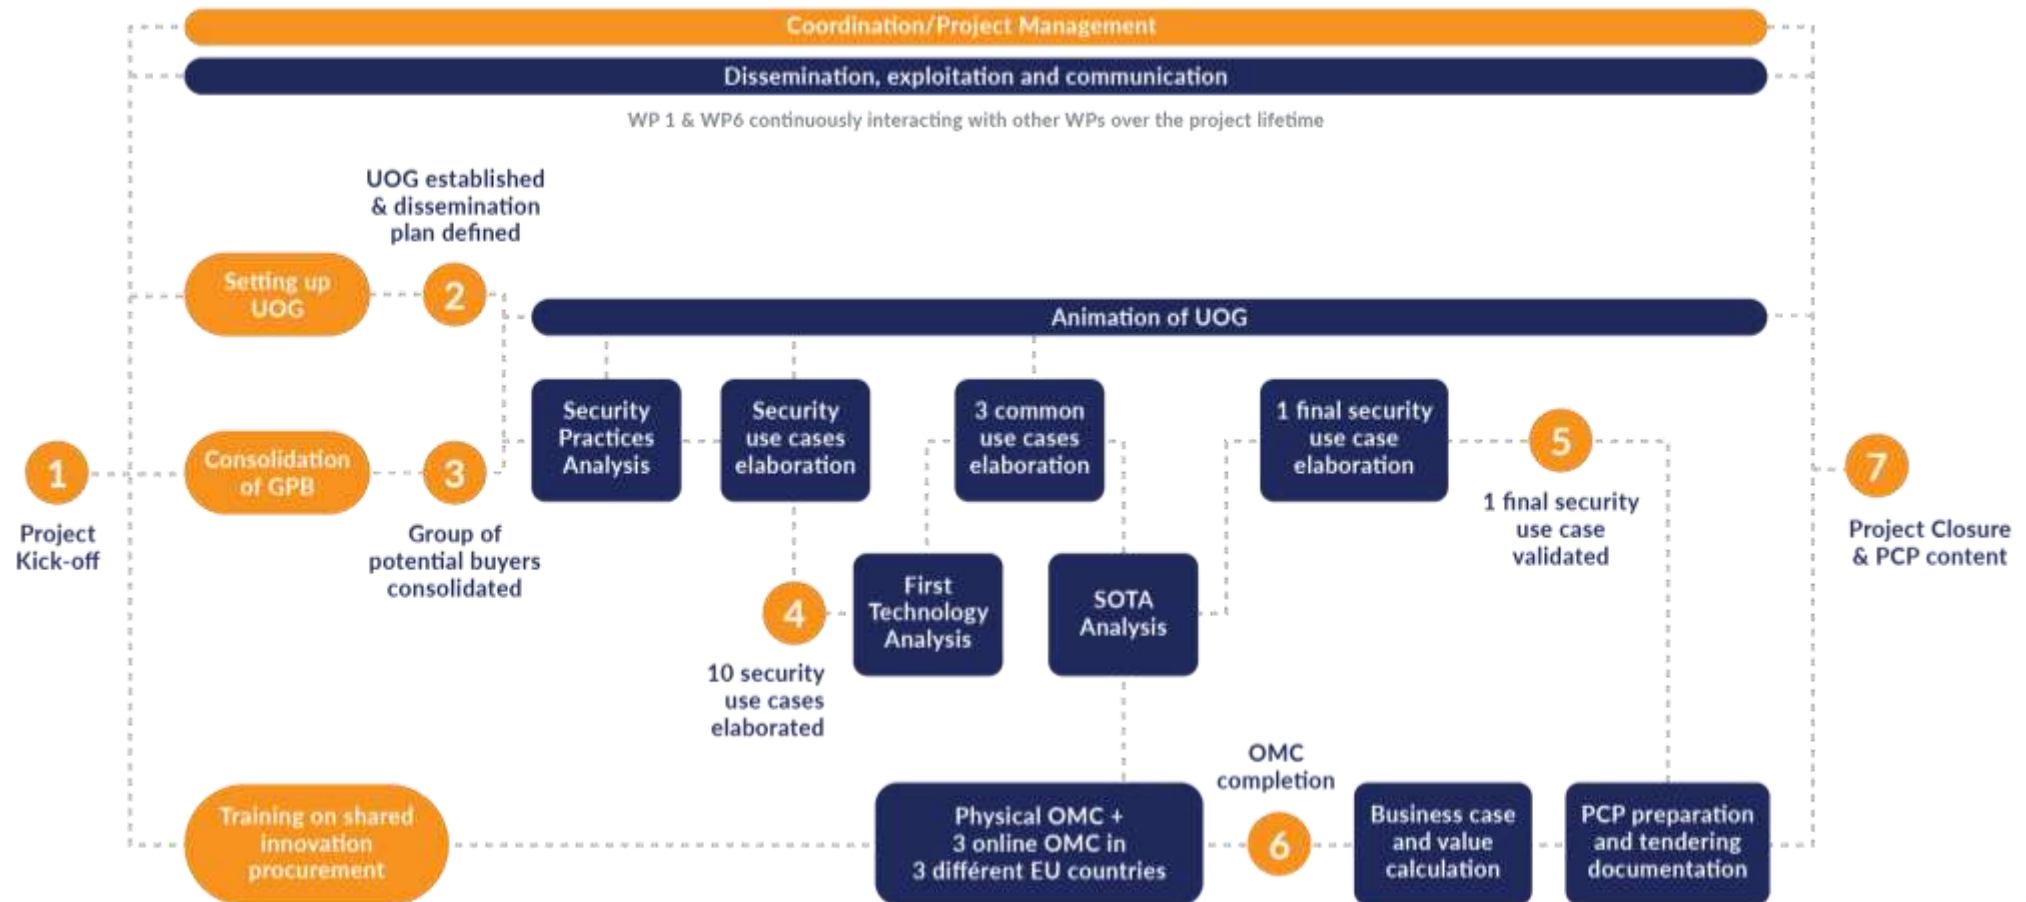 Coordination/Project Management
Dissemination, exploitation and communication
WP 1 & WP6 continuously interacting with other WPs over the project lifetime
UOG established
& dissemination
plan defined
Setting up
UOG
2
Animation of UOG
1
Project
Kick-off
Consolidation
of GPB
3
Group of
potential buyers
consolidated
Security
Practices
Analysis
Security
use cases
elaboration
3 common
use cases
elaboration
1 final security
use case
elaboration
5
1 final security
use case
validated
7
Project Closure
& PCP content
4
10 security
use cases
elaborated
First
Technology
Analysis
SOTA
Analysis
Training on shared
innovation
procurement
Physical OMC +
3 online OMC in
3 différent EU countries
OMC
completion
6
Business case
and value
calculation
PCP preparation
and tendering
documentation